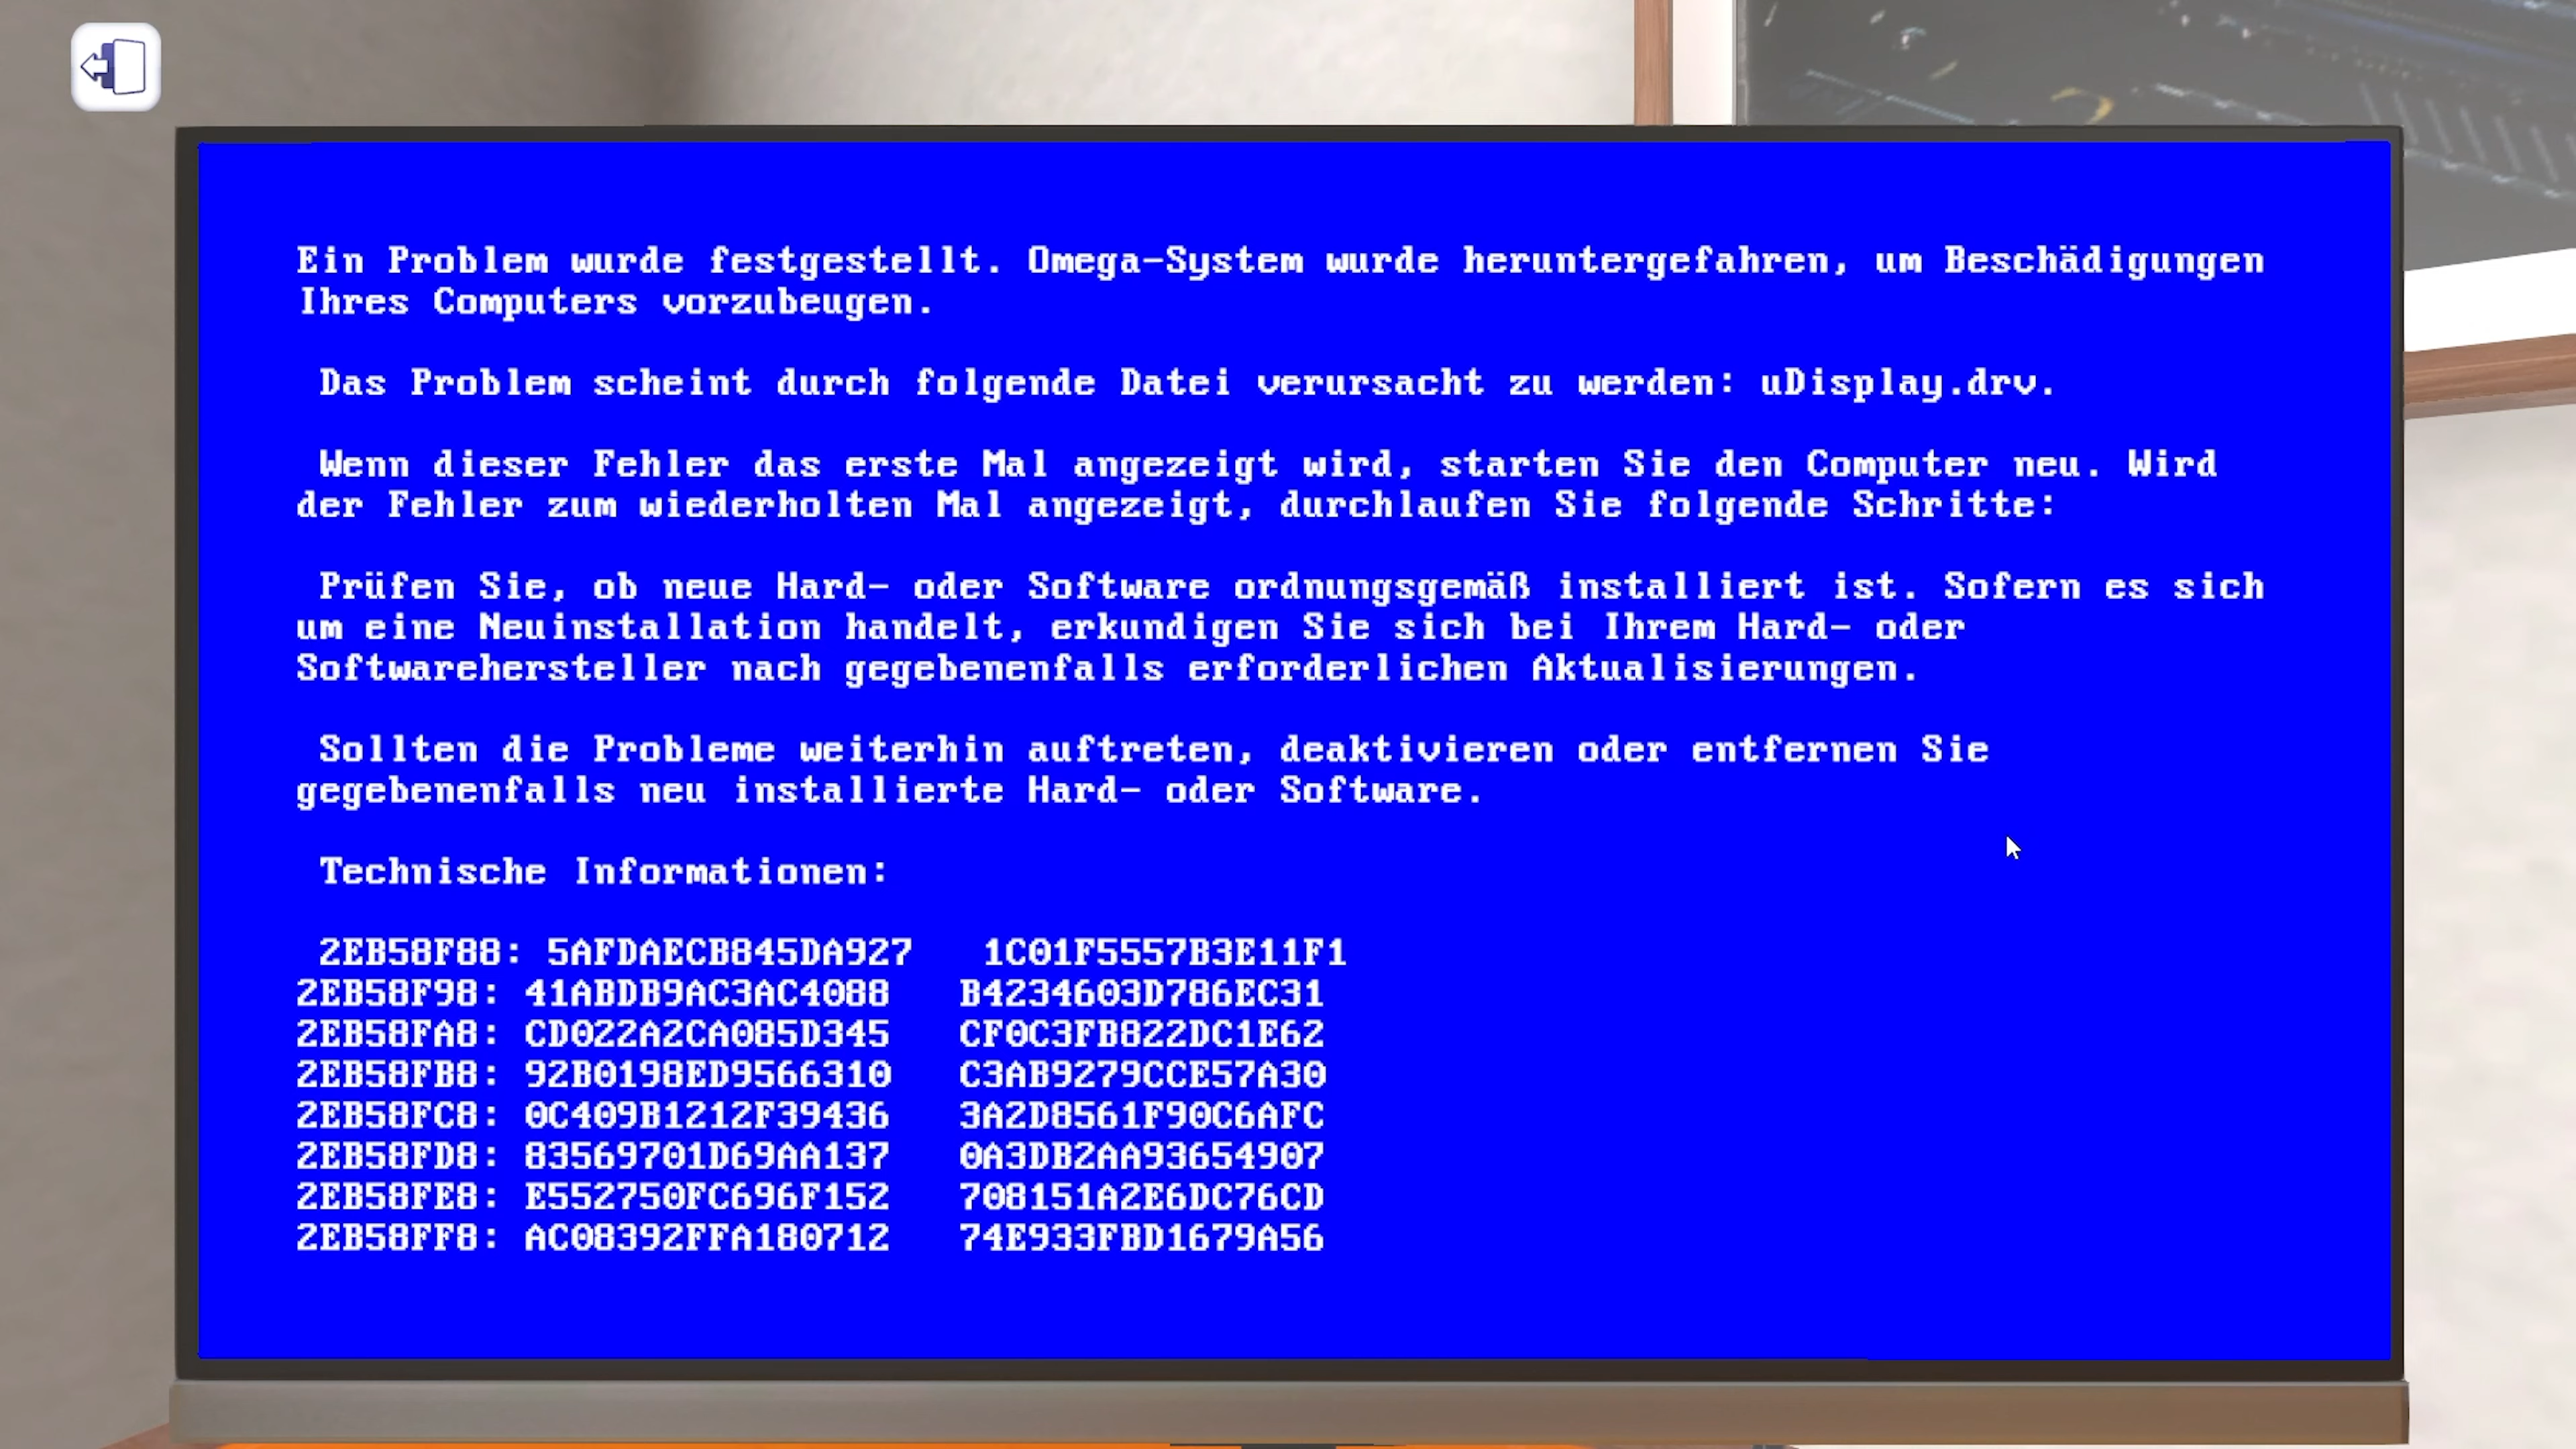 Ein Problem wurde festgestellt. Omega-System wurde heruntergefahren, um Beschädigungen
Ihres Computers vorzubeugen.
Das Problem scheint durch folgende Datei verursacht zu werden: uDisplay.drv.
Wenn dieser Fehler das erste Mal angezeigt wird, starten Sie den Computer neu. Wird
der Fehler zum wiederholten Mal angezeigt, durchlaufen Sie folgende Schritte:
Prüfen Sie, ob neue Hard- oder Software ordnungsgemäß installiert ist. Sofern es sich
um eine Neuinstallation handelt, erkundigen Sie sich bei Ihrem Hard- oder
Softwarehersteller nach gegebenenfalls erforderlichen Aktualisierungen.
Sollten die Probleme weiterhin auftreten, deaktivieren oder entfernen Sie
gegebenenfalls neu installierte Hard- oder Software.
Technische Informationen:
2EB58F88: 5AFDAECB845DA927 1C01F5557B3E11F1
2EB58F98: 41ABDB9AC3AC4088 B4234603D786EC31
2EB58FA8: CD022A2CA085D345 CF0C3FB822DC1E62
2EB58FB8: 92B0198ED9566310 C3AB9279CCE57A30
2EB58FC8: 0C409B1212F39436 3A2D8561F90C6AFC
2EB58FD8: 83569701D69AA137 0A3DB2AA93654907
2EB58FE8: E552750FC696F152 708151A2E6DC76CD
2EB58FF8: AC08392FFA180712 74E933FBD1679A56